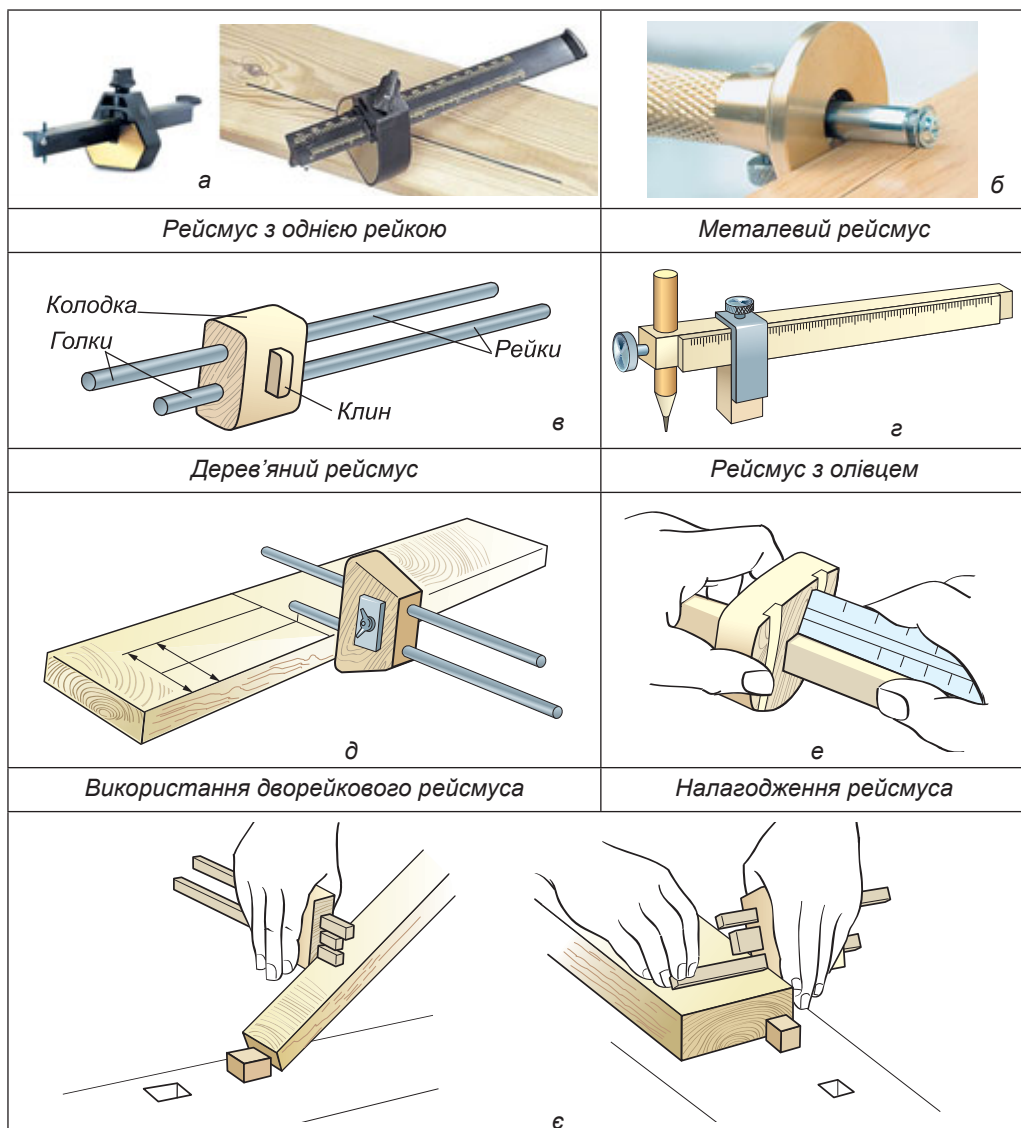 а
б
Рейсмус з однією рейкою
Металевий рейсмус
Колодка
Голки
Рейки
Клин
в
г
Дерев’яний рейсмус
Рейсмус з олівцем
д
е
Використання дворейкового рейсмуса
Налагодження рейсмуса
є